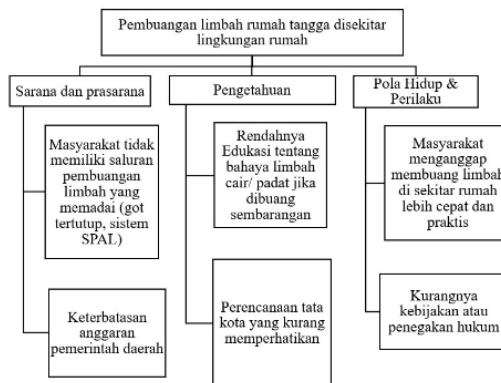 Pembuangan limbah rumah tangga disekitar
lingkungan rumah
Sarana dan prasarana
Pengetahuan
Pola Hidup &
Perilaku
Masyarakat tidak
memiliki saluran
pembuangan
limbah yang
memadai (got
tertutup, sistem
SPAL)
Rendahnya
Edukasi tentang
bahaya limbah
cair/ padat jika
dibuang
sembarangan
Masyarakat
menganggap
membuang limbah
di sekitar rumah
lebih cepat dan
praktis
Keterbatasan
anggaran
pemerintah daerah
Perencanaan tata
kota yang kurang
memperhatikan
Kurangnya
kebijakan atau
penegakan hukum